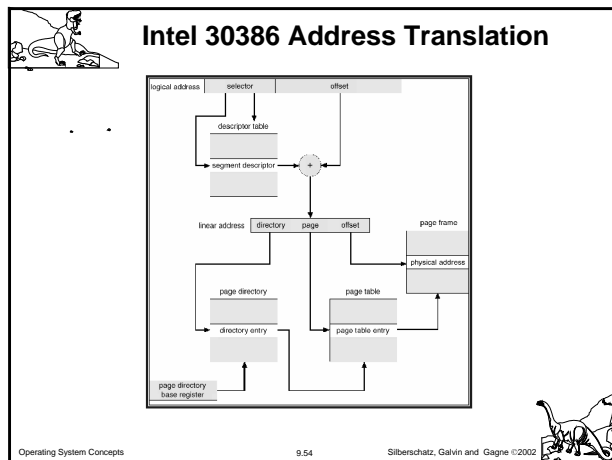 Intel 30386 Address Translation
logical address selector offset
descriptor table
segment descriptor +
linear address directory page offset
page frame
physical address
page directory page table
directory entry page table entry
page directory
base register
Operating System Concepts 9.54 Silberschatz, Galvin and Gagne ©2002